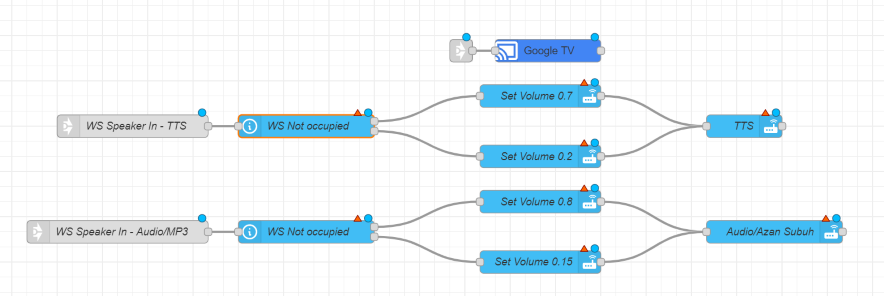 Google TV
Set Volume 0.7
WS Speaker In - TTS
WS Not occupied
TTS
Set Volume 0.2
Set Volume 0.8
WS Speaker In - Audio/MP3
WS Not occupied
Audio/Azan Subuh
Set Volume 0.15